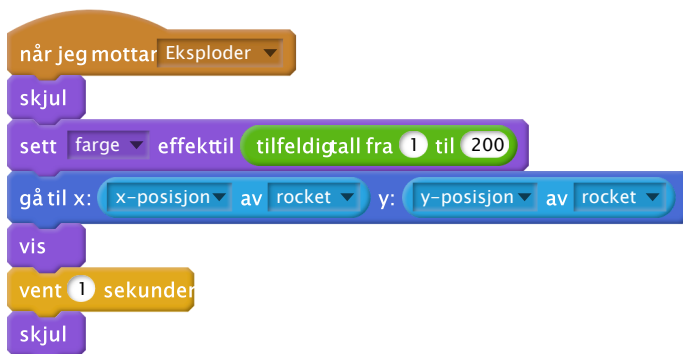 når jeg mottar Eksploder
skjul
sett farge effekt til tilfeldig tall fra 1 til 200
gå til x: x-posisjon av rocket y: y-posisjon av rocket
vis
vent 1 sekunder
skjul